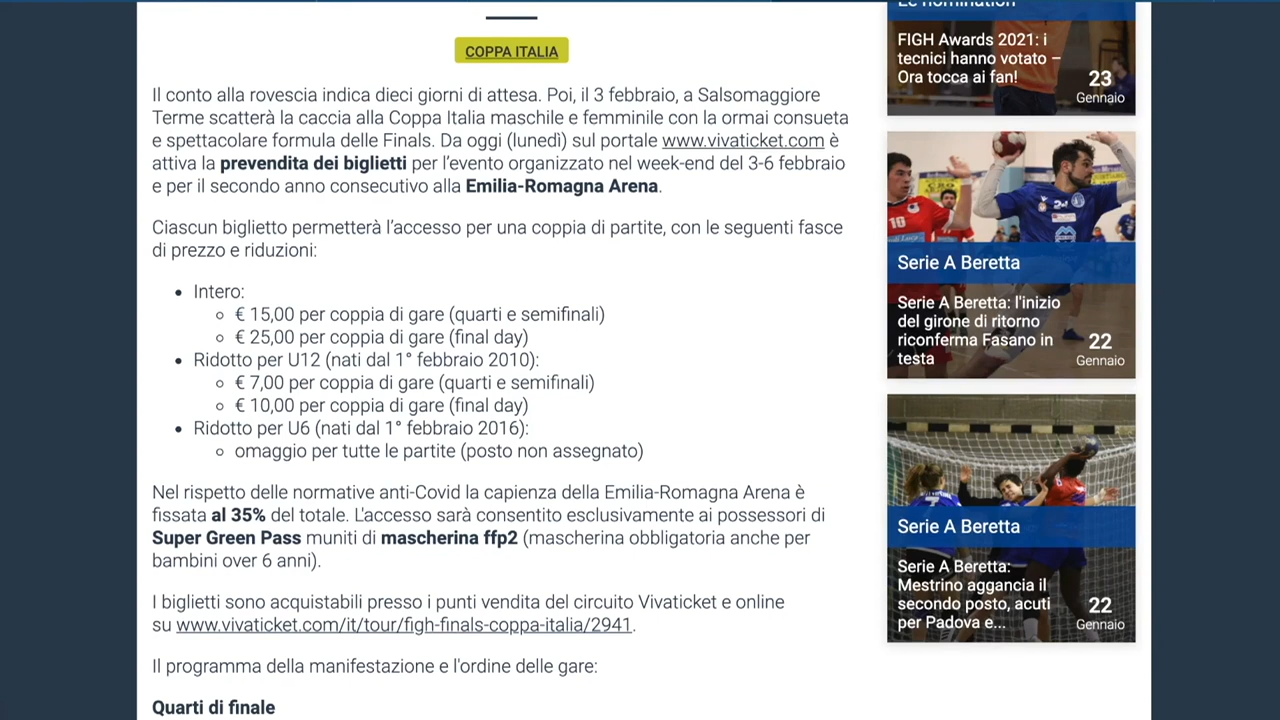 COPPA ITALIA
Il conto alla rovescia indica dieci giorni di attesa. Poi, il 3 febbraio, a Salsomaggiore
Terme scatterà la caccia alla Coppa Italia maschile e femminile con la ormai consueta
e spettacolare formula delle Finals. Da oggi (lunedì) sul portale www.vivaticket.com è
attiva la prevendita dei biglietti per l’evento organizzato nel week-end del 3-6 febbraio
e per il secondo anno consecutivo alla Emilia-Romagna Arena.
Ciascun biglietto permetterà l’accesso per una coppia di partite, con le seguenti fasce
di prezzo e riduzioni:
• Intero:
◦ € 15,00 per coppia di gare (quarti e semifinali)
◦ € 25,00 per coppia di gare (final day)
• Ridotto per U12 (nati dal 1° febbraio 2010):
◦ € 7,00 per coppia di gare (quarti e semifinali)
◦ € 10,00 per coppia di gare (final day)
• Ridotto per U6 (nati dal 1° febbraio 2016):
◦ omaggio per tutte le partite (posto non assegnato)
Nel rispetto delle normative anti-Covid la capienza della Emilia-Romagna Arena è
fissata al 35% del totale. L'accesso sarà consentito esclusivamente ai possessori di
Super Green Pass muniti di mascherina ffp2 (mascherina obbligatoria anche per
bambini over 6 anni).
I biglietti sono acquistabili presso i punti vendita del circuito Vivaticket e online
su www.vivaticket.com/it/tour/figh-finals-coppa-italia/2941.
Il programma della manifestazione e l'ordine delle gare:
Quarti di finale
Le nomination
FIGH Awards 2021: i
tecnici hanno votato –
Ora tocca ai fan!
23
Gennaio
16
Serie A Beretta
Serie A Beretta: l'inizio
del girone di ritorno
riconferma Fasano in
testa
22
Gennaio
7
Serie A Beretta
Serie A Beretta:
Mestrino aggancia il
secondo posto, acuti
per Padova e...
22
Gennaio